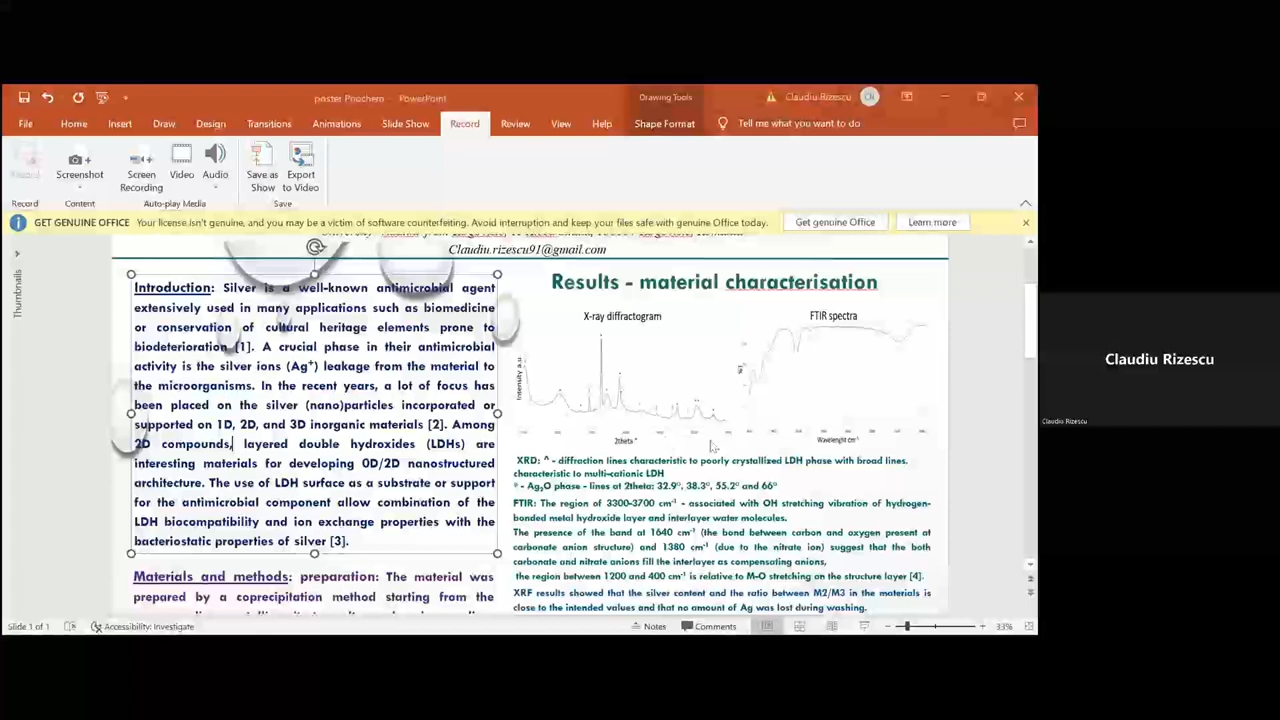 poster Priochem - PowerPoint
Drawing Tools
Claudiu Rizescu
CR
File Home Insert Draw Design Transitions Animations Slide Show Record Review View Help Shape Format Tell me what you want to do
Record
Screenshot
Screen Recording
Video
Audio
Save as Show
Export to Video
Record
Content
Auto-play Media
Save
GET GENUINE OFFICE Your license isn't genuine, and you may be a victim of software counterfeiting. Avoid interruption and keep your files safe with genuine Office today. Get genuine Office Learn more
Thumbnails
Claudiu.rizescu91@gmail.com
Introduction: Silver is a well-known antimicrobial agent
extensively used in many applications such as biomedicine
or conservation of cultural heritage elements prone to
biodeterioration [1]. A crucial phase in their antimicrobial
activity is the silver ions (Ag⁺) leakage from the material to
the microorganisms. In the recent years, a lot of focus has
been placed on the silver (nano)particles incorporated or
supported on 1D, 2D, and 3D inorganic materials [2]. Among
2D compounds, layered double hydroxides (LDHs) are
interesting materials for developing 0D/2D nanostructured
architecture. The use of LDH surface as a substrate or support
for the antimicrobial component allow combination of the
LDH biocompatibility and ion exchange properties with the
bacteriostatic properties of silver [3].
Materials and methods: preparation: The material was
prepared by a coprecipitation method starting from the
Results - material characterisation
X-ray diffractogram
FTIR spectra
Intensity a.u
%T
2theta °
Wavelenght cm⁻¹
XRD: ^ - diffraction lines characteristic to poorly crystallized LDH phase with broad lines.
characteristic to multi-cationic LDH
* - Ag₂O phase - lines at 2theta: 32.9°, 38.3°, 55.2° and 66°
FTIR: The region of 3300-3700 cm⁻¹ - associated with OH stretching vibration of hydrogen-
bonded metal hydroxide layer and interlayer water molecules.
The presence of the band at 1640 cm⁻¹ (the bond between carbon and oxygen present at
carbonate anion structure) and 1380 cm⁻¹ (due to the nitrate ion) suggest that the both
carbonate and nitrate anions fill the interlayer as compensating anions,
the region between 1200 and 400 cm⁻¹ is relative to M-O stretching on the structure layer [4].
XRF results showed that the silver content and the ratio between M2/M3 in the materials is
close to the intended values and that no amount of Ag was lost during washing.
Slide 1 of 1
Accessibility: Investigate
Notes
Comments
33%
Claudiu Rizescu
Claudiu Rizescu